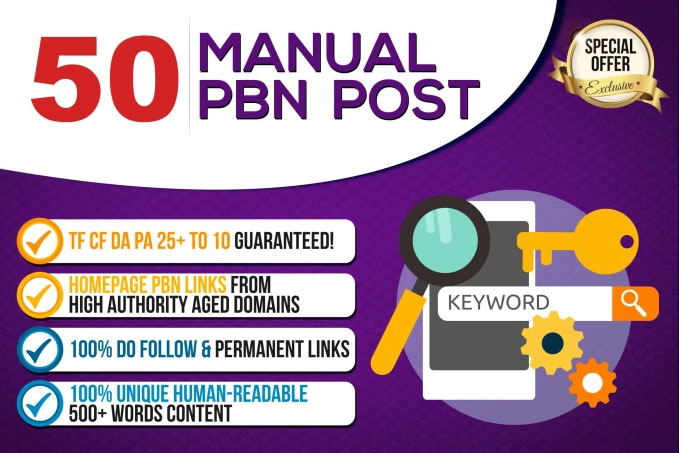 50
MANUAL
PBN POST
SPECIAL
OFFER
Exclusive
TF CF DA PA 25+ TO 10 GUARANTEED!
HOMEPAGE PBN LINKS FROM
HIGH AUTHORITY AGED DOMAINS
100% DO FOLLOW & PERMANENT LINKS
100% UNIQUE HUMAN-READABLE
500+ WORDS CONTENT
KEYWORD